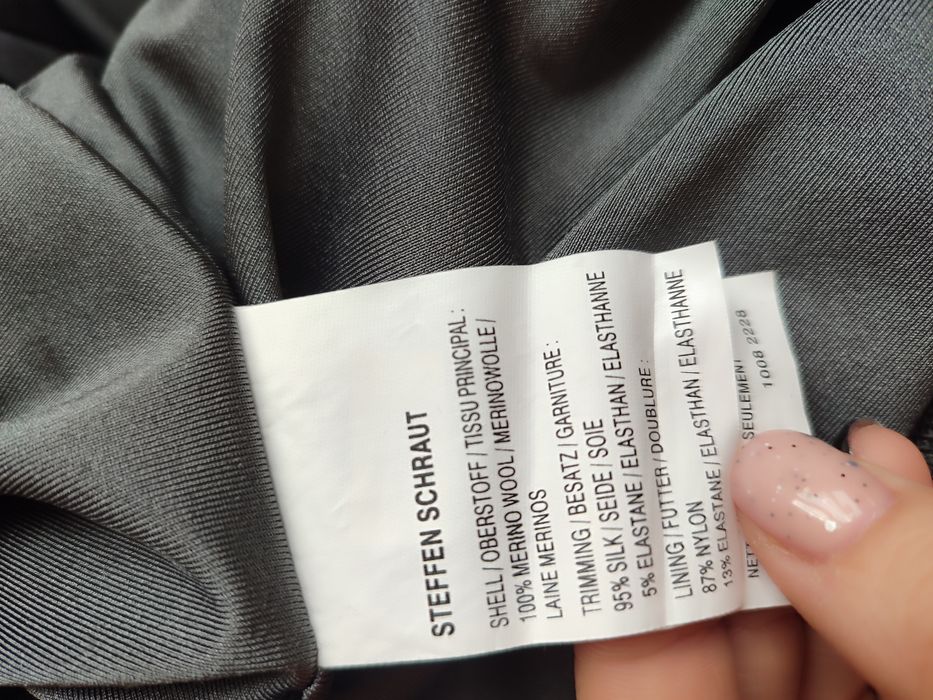 STEFFEN SCHRAUT
SHELL / OBERSTOFF / TISSU PRINCIPAL :
100% MERINO WOOL / MERINOWOLLE /
LAINE MERINOS
TRIMMING / BESATZ / GARNITURE :
95% SILK / SEIDE / SOIE
5% ELASTANE / ELASTHAN / ELASTHANNE
LINING / FUTTER / DOUBLURE :
87% NYLON
13% ELASTANE / ELASTHAN / ELASTHANNE
SEULEMENT
1008 2228